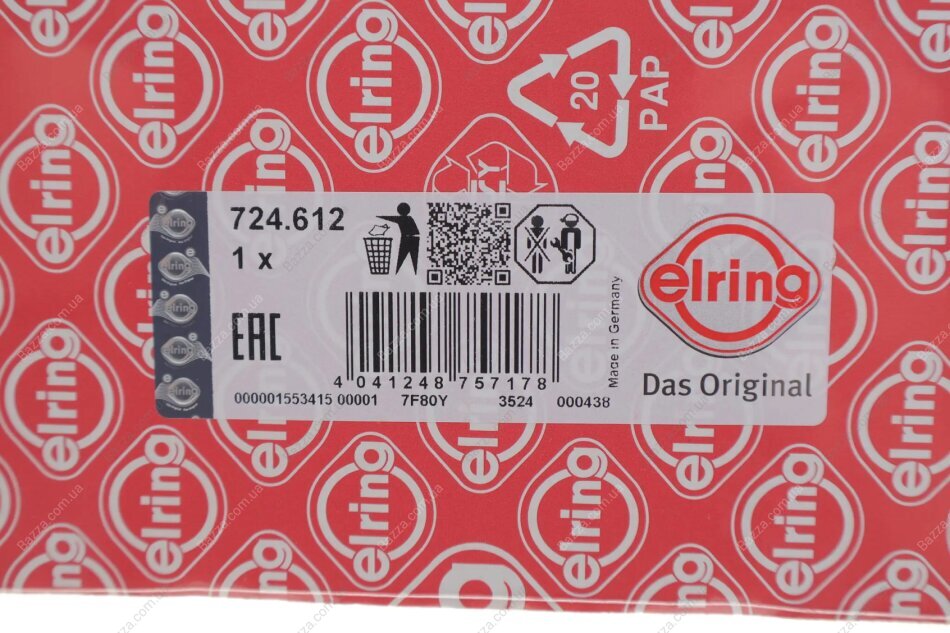 20
PAP
724.612
1 x
EAC
4 041248 757178
000001553415 00001 7F80Y 3524 000438
Made in Germany
elring
Das Original